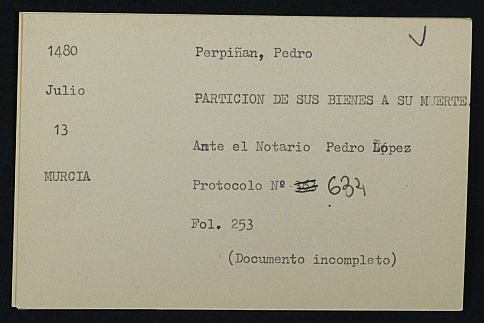 1480 Perpiñan, Pedro
Julio PARTICION DE SUS BIENES A SU MUERTE.
13
Ante el Notario Pedro López
MURCIA Protocolo Nº 634
Fol. 253
(Documento incompleto)